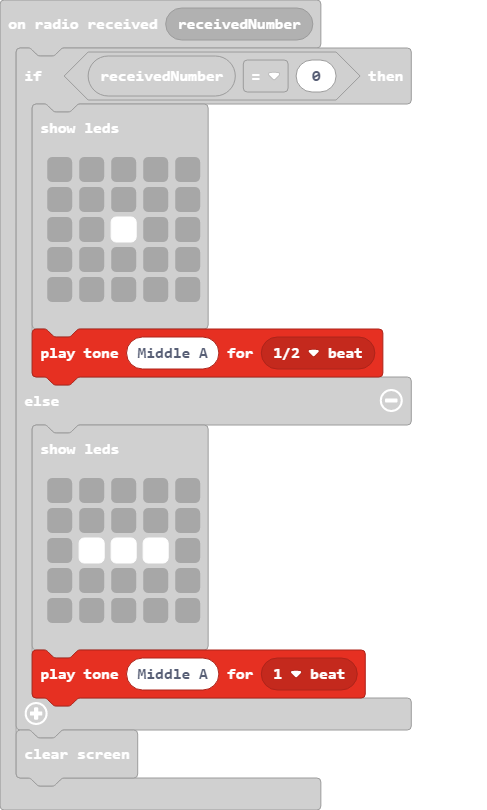 on radio received receivedNumber
if receivedNumber = 0 then
show leds
play tone Middle A for 1/2 beat
else
show leds
play tone Middle A for 1 beat
clear screen